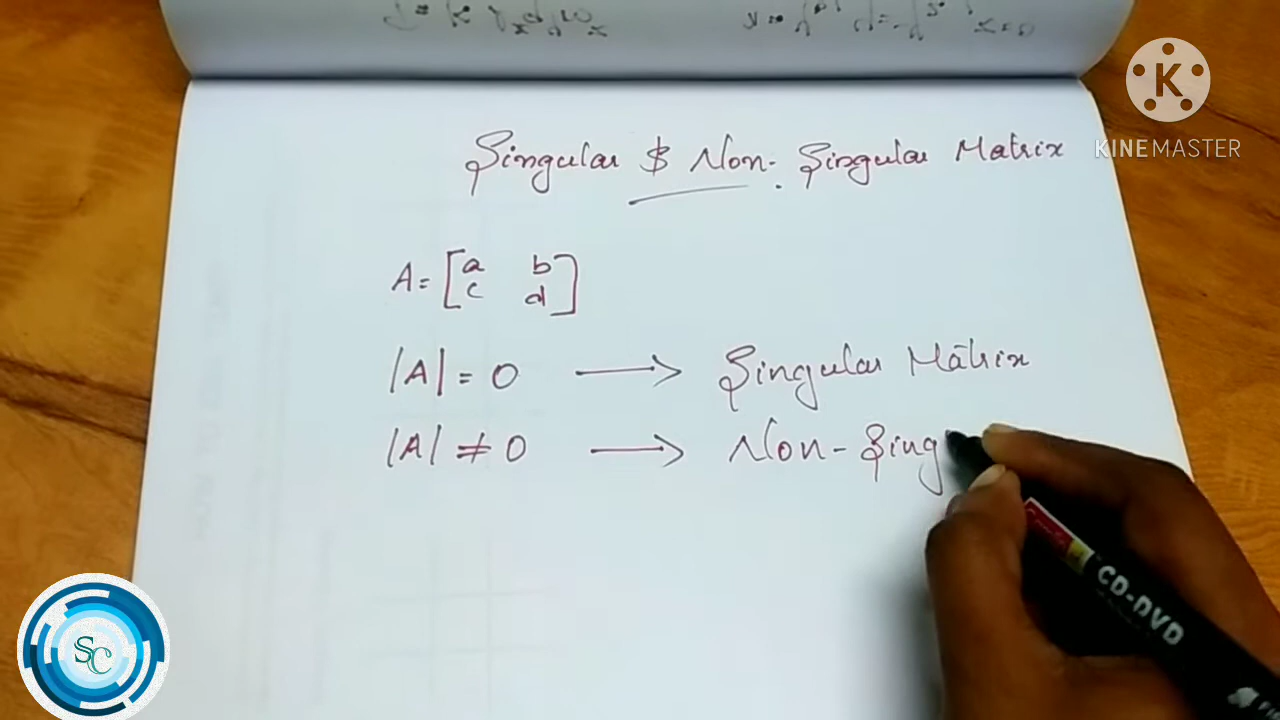 KINEMASTER
Singular & Non-Singular Matrix
A = [a b
c d]
|A| = 0 → Singular Matrix
|A| ≠ 0 → Non-Sing
CD-DVD
SC